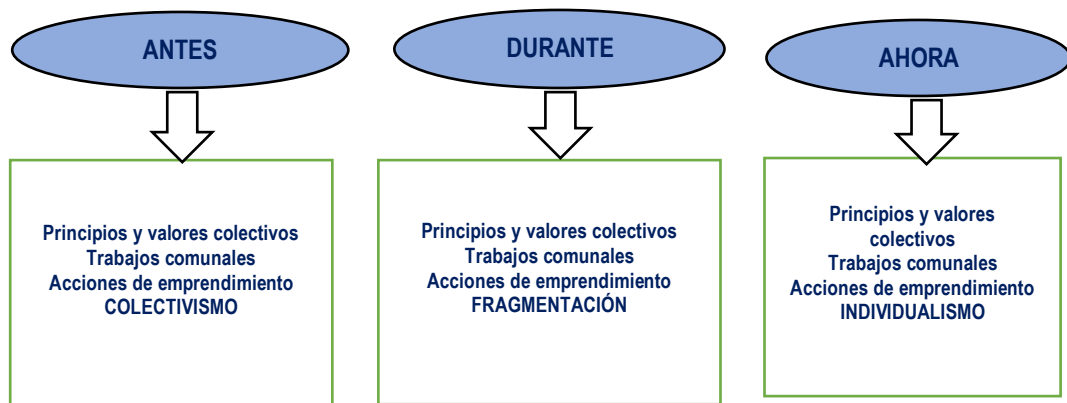 ANTES
Principios y valores colectivos
Trabajos comunales
Acciones de emprendimiento
COLECTIVISMO
DURANTE
Principios y valores colectivos
Trabajos comunales
Acciones de emprendimiento
FRAGMENTACIÓN
AHORA
Principios y valores
colectivos
Trabajos comunales
Acciones de emprendimiento
INDIVIDUALISMO